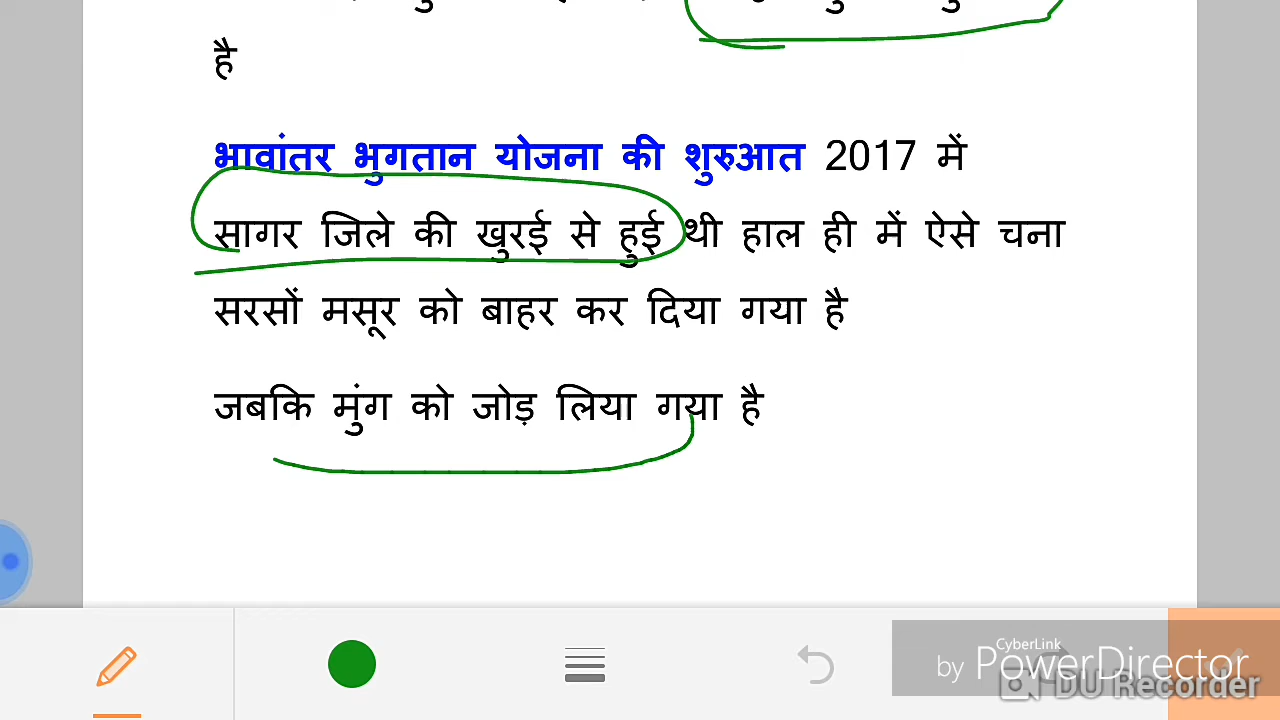 है
भावांतर भुगतान योजना की शुरुआत 2017 में
सागर जिले की खुरई से हुई थी हाल ही में ऐसे चना
सरसों मसूर को बाहर कर दिया गया है
जबकि मुंग को जोड़ लिया गया है
CyberLink
by PowerDirector
DU Recorder